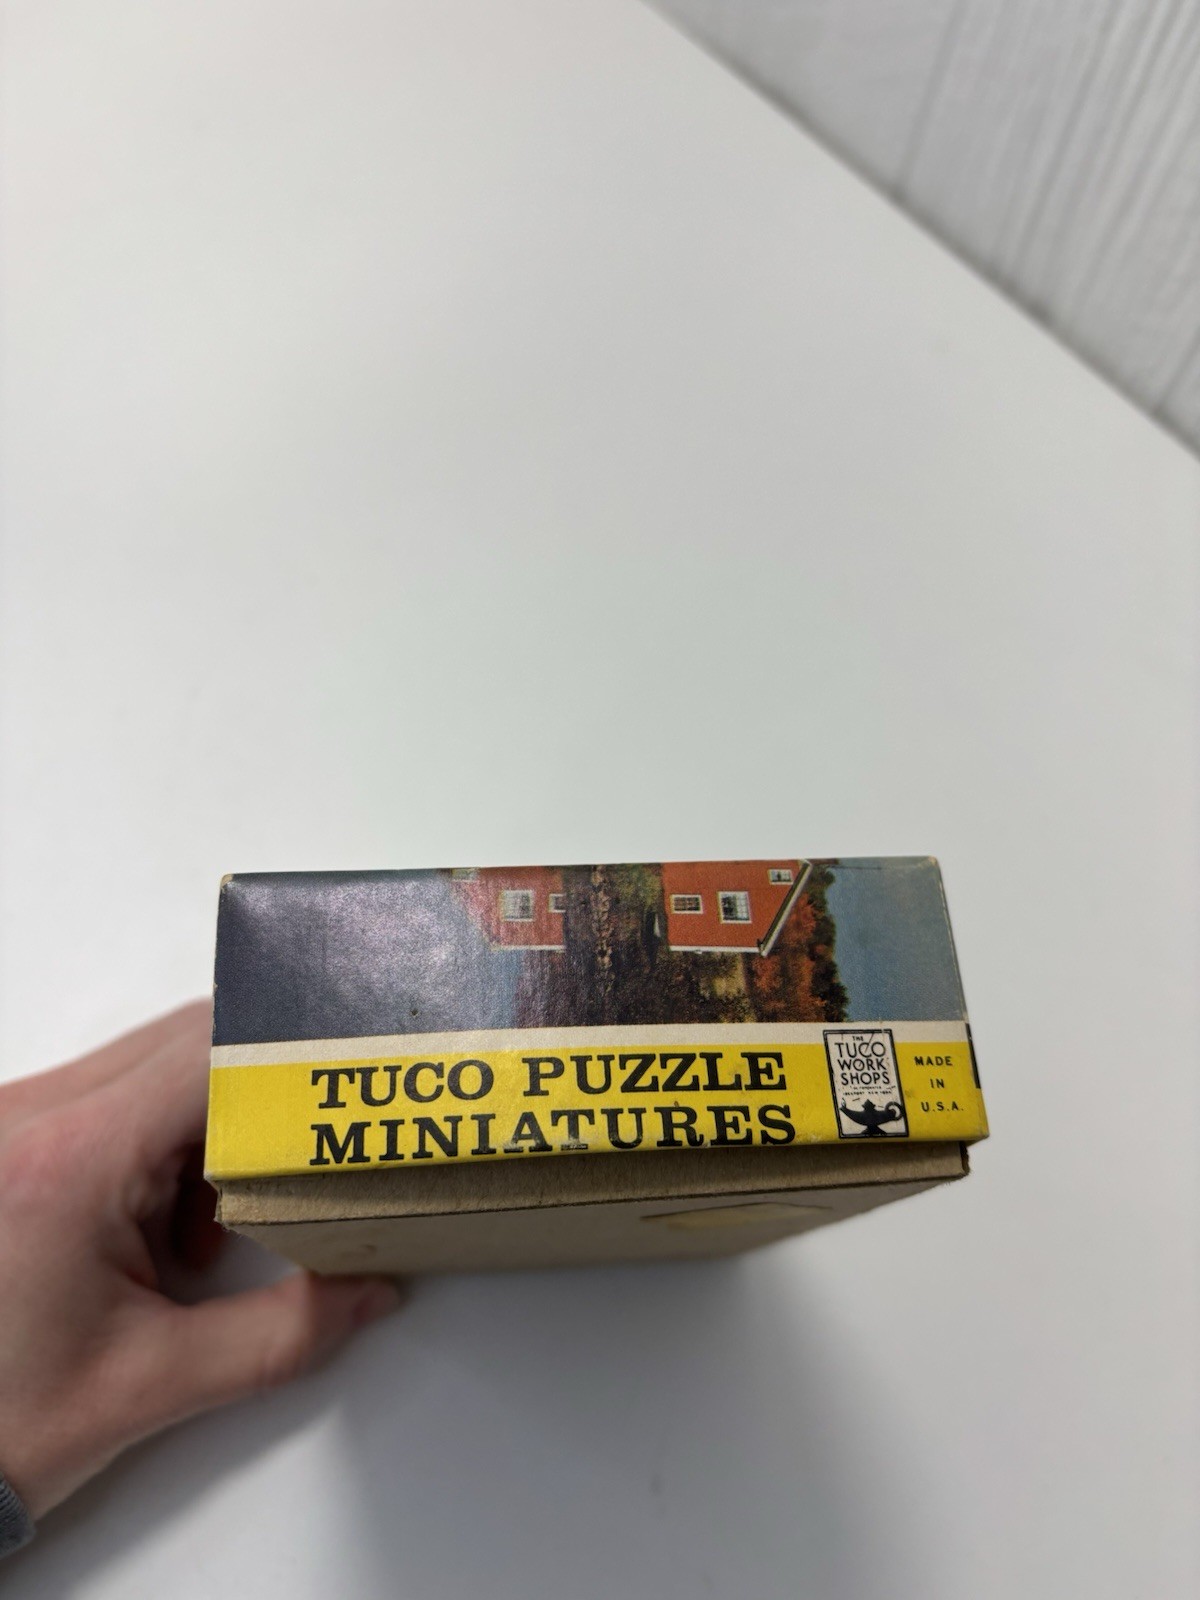 TUCO PUZZLE
MINIATURES
THE
TUCO
WORK
SHOPS
MADE
IN
U.S.A.